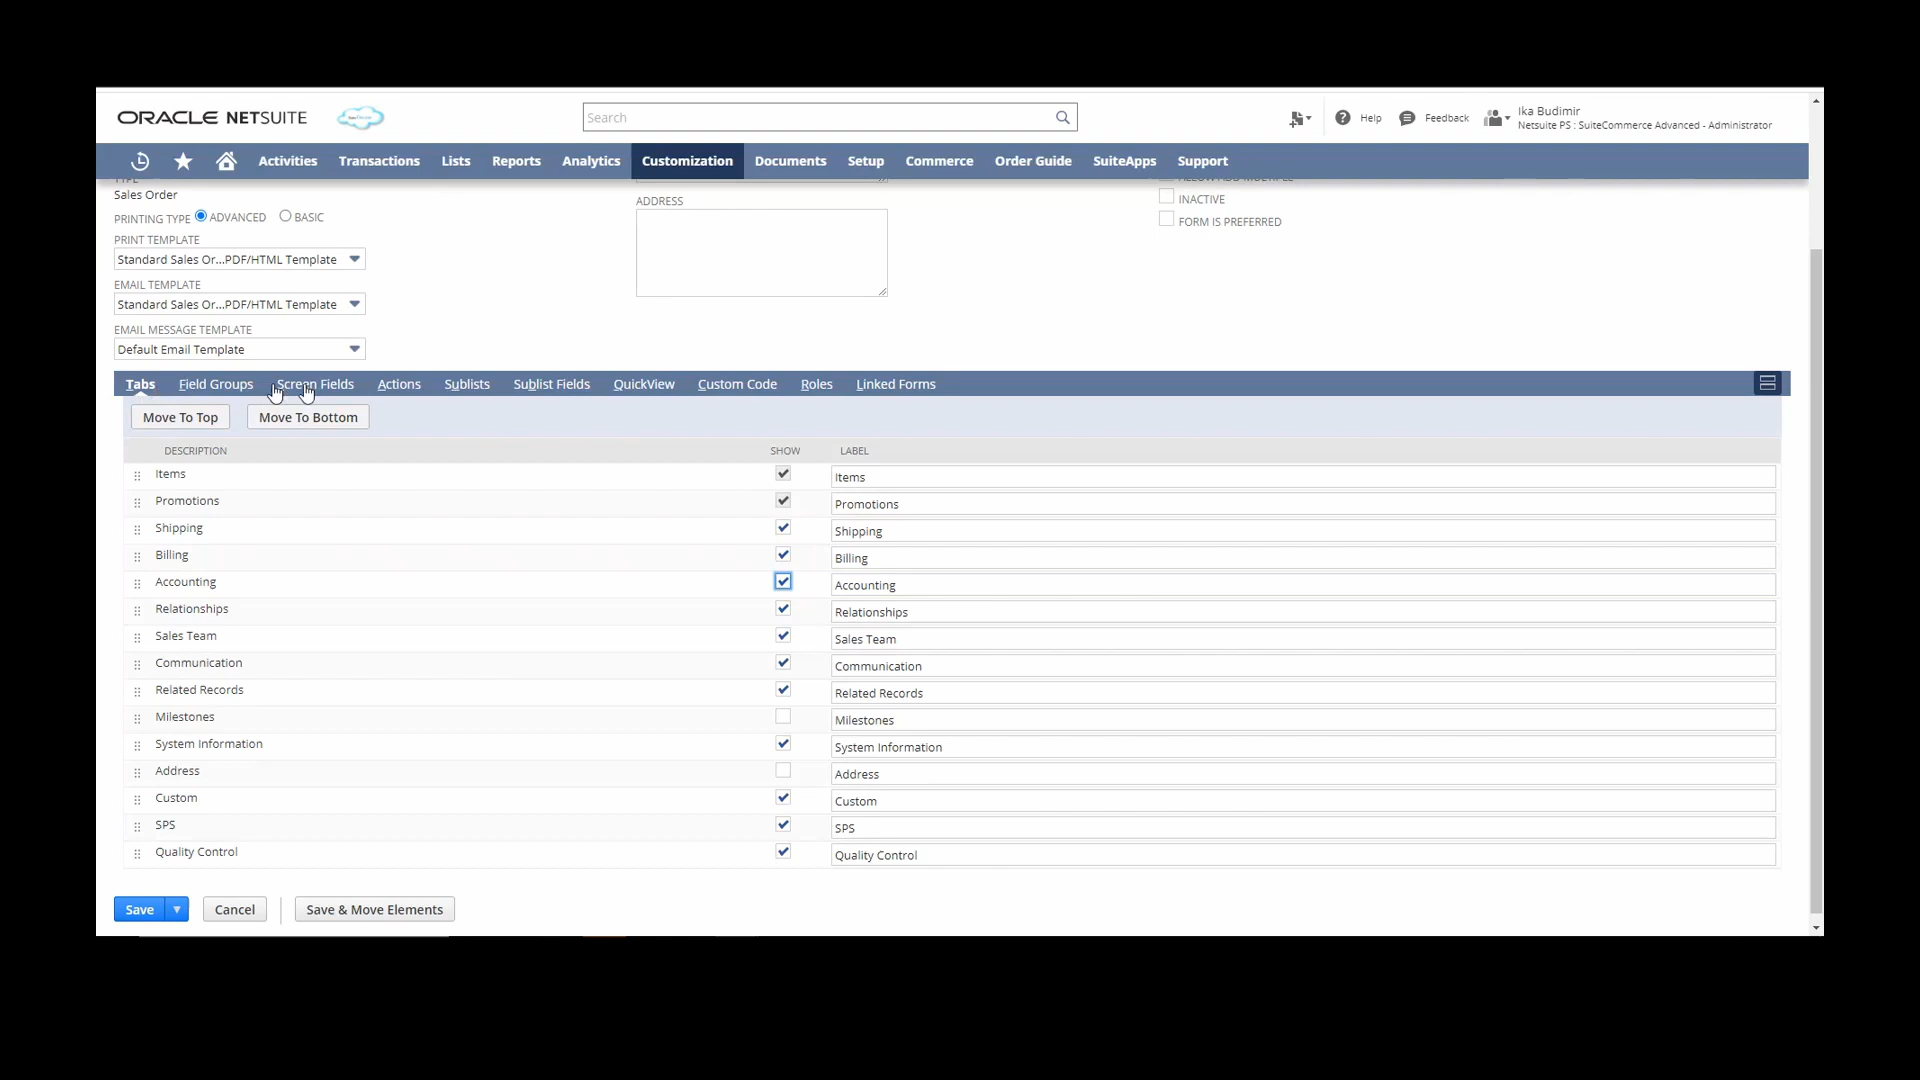 ORACLE NETSUITE
Search
Help
Feedback
Ika Budimir
Netsuite PS : SuiteCommerce Advanced - Administrator
Activities Transactions Lists Reports Analytics Customization Documents Setup Commerce Order Guide SuiteApps Support
TYPE
Sales Order
PRINTING TYPE ADVANCED BASIC
PRINT TEMPLATE
Standard Sales Or...PDF/HTML Template
EMAIL TEMPLATE
Standard Sales Or...PDF/HTML Template
EMAIL MESSAGE TEMPLATE
Default Email Template
ADDRESS
ALLOW ADD MULTIPLE
INACTIVE
FORM IS PREFERRED
Tabs Field Groups Screen Fields Actions Sublists Sublist Fields QuickView Custom Code Roles Linked Forms
Move To Top Move To Bottom
DESCRIPTION SHOW LABEL
Items Items
Promotions Promotions
Shipping Shipping
Billing Billing
Accounting Accounting
Relationships Relationships
Sales Team Sales Team
Communication Communication
Related Records Related Records
Milestones Milestones
System Information System Information
Address Address
Custom Custom
SPS SPS
Quality Control Quality Control
Save Cancel Save & Move Elements